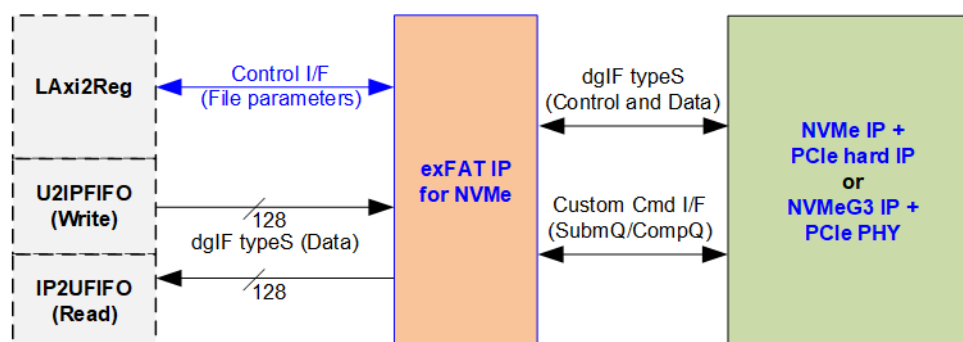 LAxi2Reg
Control I/F
(File parameters)
U2IPFIFO
(Write)
128
dgIF typeS (Data)
IP2UFIFO
(Read)
128
exFAT IP
for NVMe
dgIF typeS
(Control and Data)
Custom Cmd I/F
(SubmQ/CompQ)
NVMe IP +
PCIe hard IP
or
NVMeG3 IP +
PCIe PHY